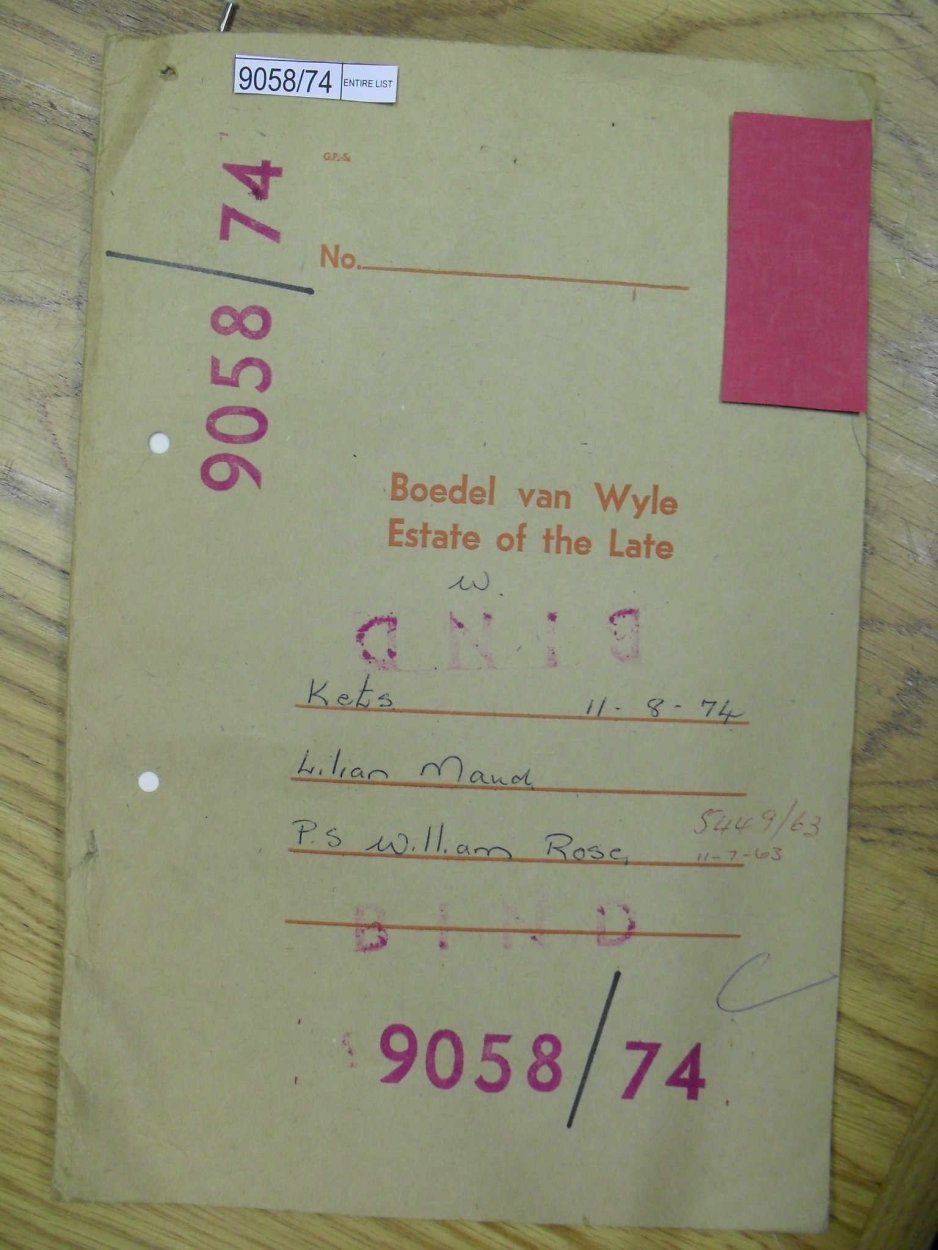 9058/74 ENTIRE LIST
9058/74
G.P.-S.
No.
Boedel van Wyle
Estate of the Late
W.
BIND
Kets 11-8-74
Lilian Maud
P.S William Rose
5449/63
11-7-63
BIND
9058/74